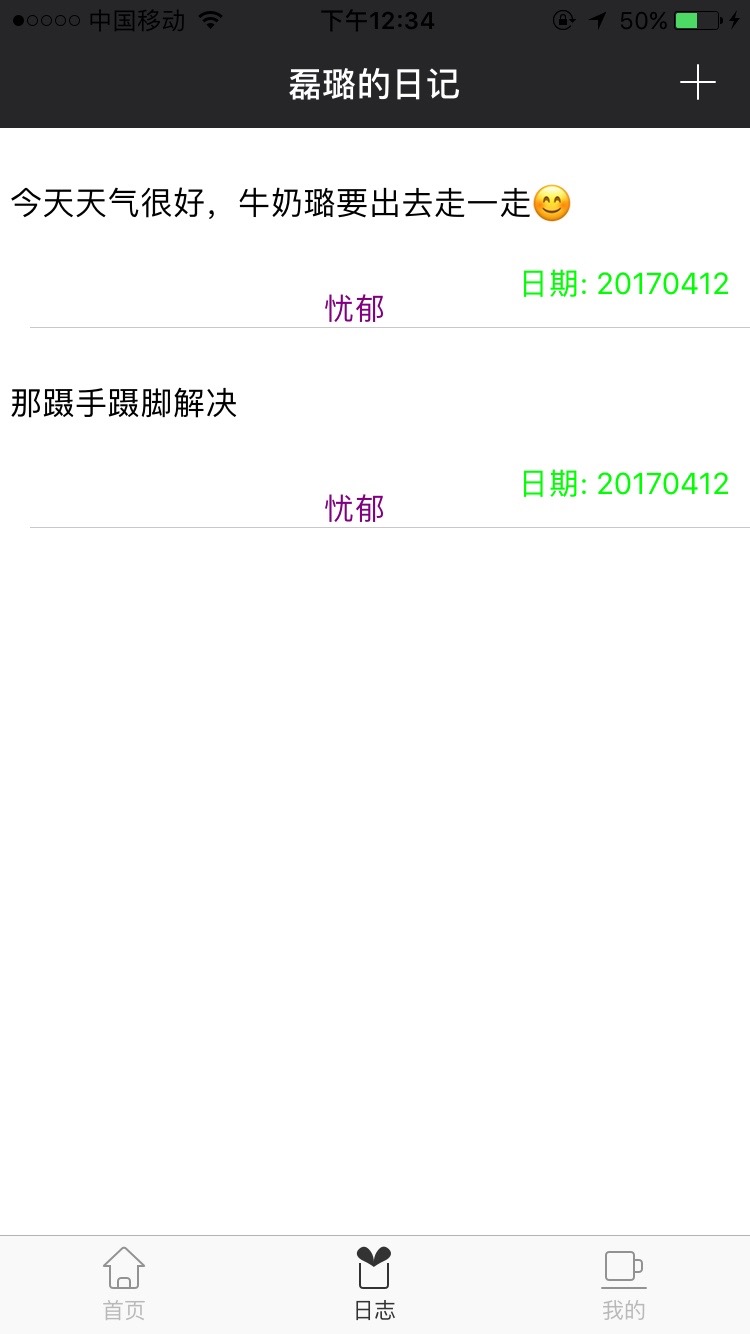 中国移动 下午12:34 50%
磊璐的日记
今天天气很好，牛奶璐要出去走一走😊
日期: 20170412
忧郁
那蹑手蹑脚解决
日期: 20170412
忧郁
首页 日志 我的